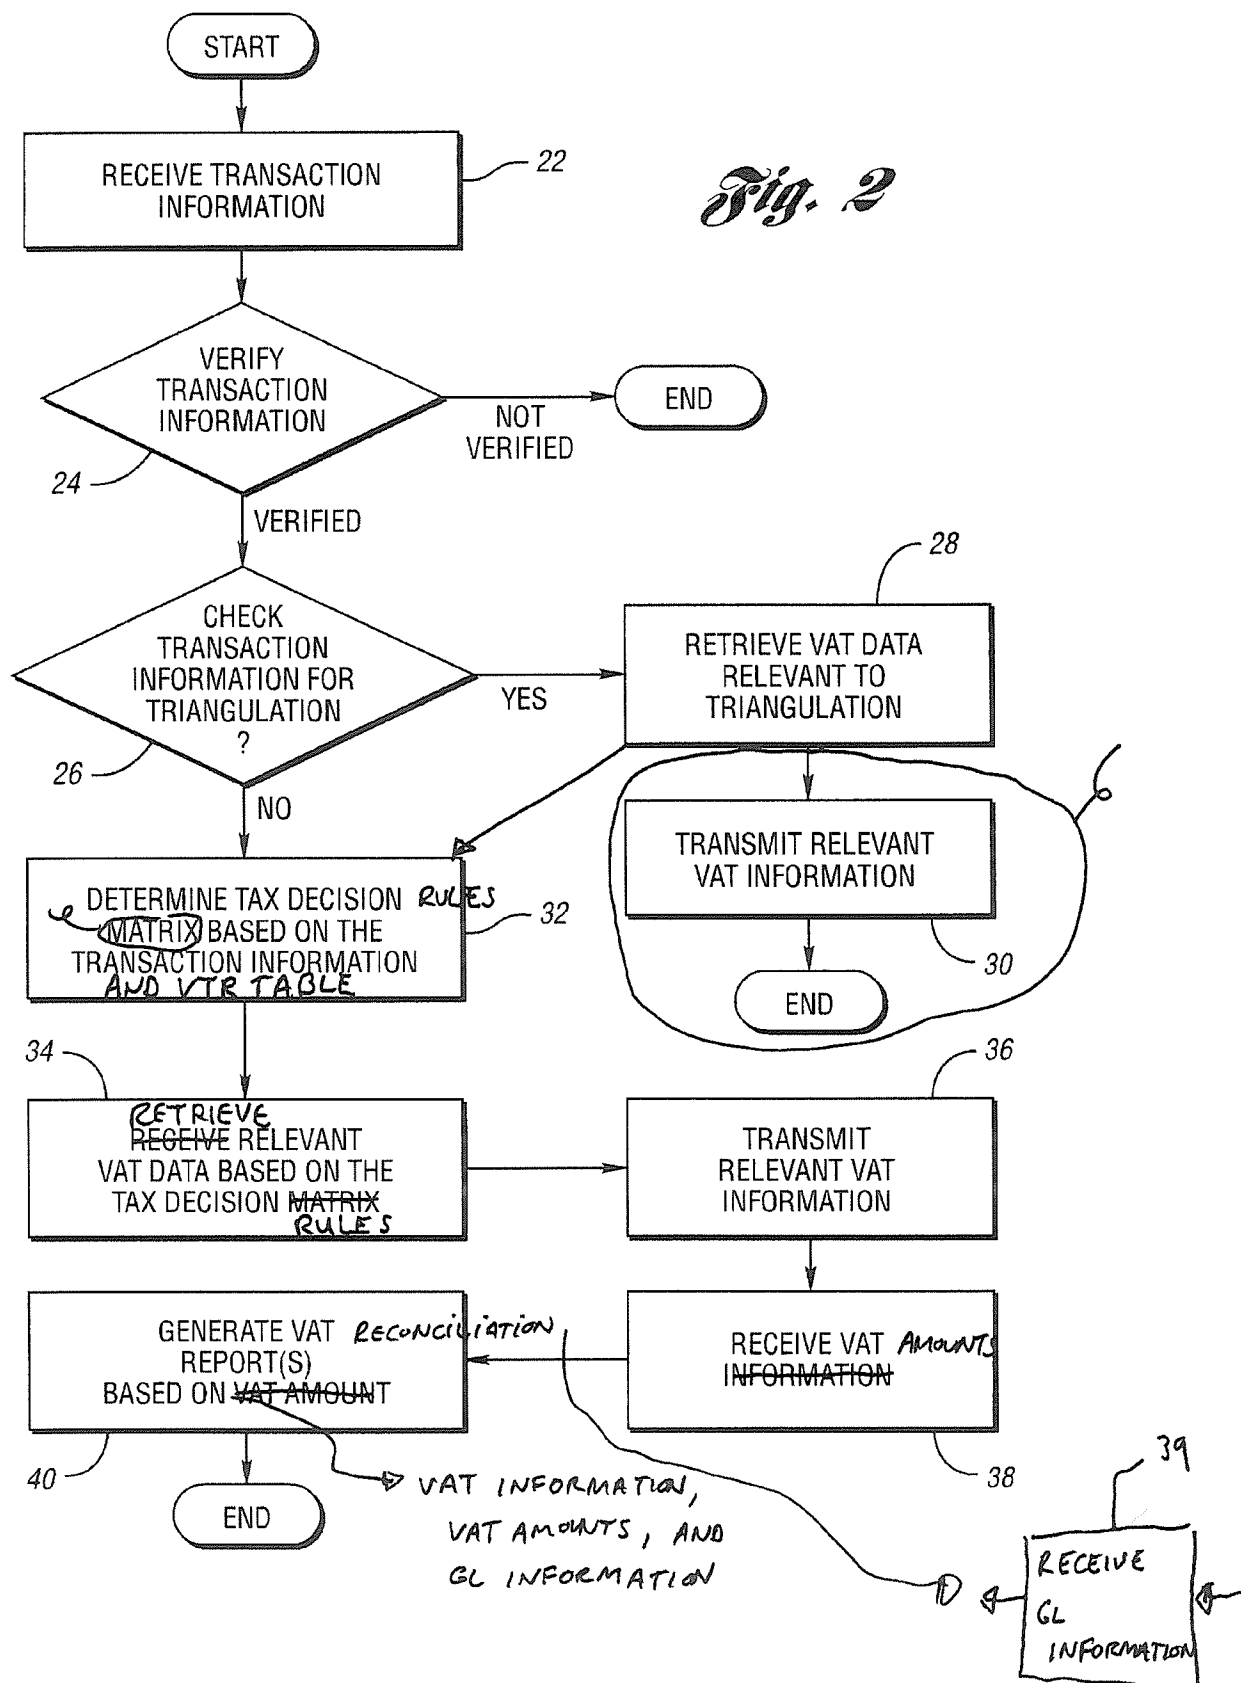 START
RECEIVE TRANSACTION
INFORMATION
22
Fig. 2
VERIFY
TRANSACTION
INFORMATION
24
NOT
VERIFIED
END
VERIFIED
CHECK
TRANSACTION
INFORMATION FOR
TRIANGULATION
?
26
YES
NO
28
RETRIEVE VAT DATA
RELEVANT TO
TRIANGULATION
TRANSMIT RELEVANT
VAT INFORMATION
30
END
DETERMINE TAX DECISION RULES
MATRIX BASED ON THE
TRANSACTION INFORMATION
AND VTR TABLE
32
34
RETRIEVE
RECEIVE RELEVANT
VAT DATA BASED ON THE
TAX DECISION MATRIX
RULES
36
TRANSMIT
RELEVANT VAT
INFORMATION
RECEIVE VAT AMOUNTS
INFORMATION
38
GENERATE VAT RECONCILIATION
REPORT(S)
BASED ON VAT AMOUNT
40
END
VAT INFORMATION,
VAT AMOUNTS, AND
GL INFORMATION
39
RECEIVE
GL
INFORMATION